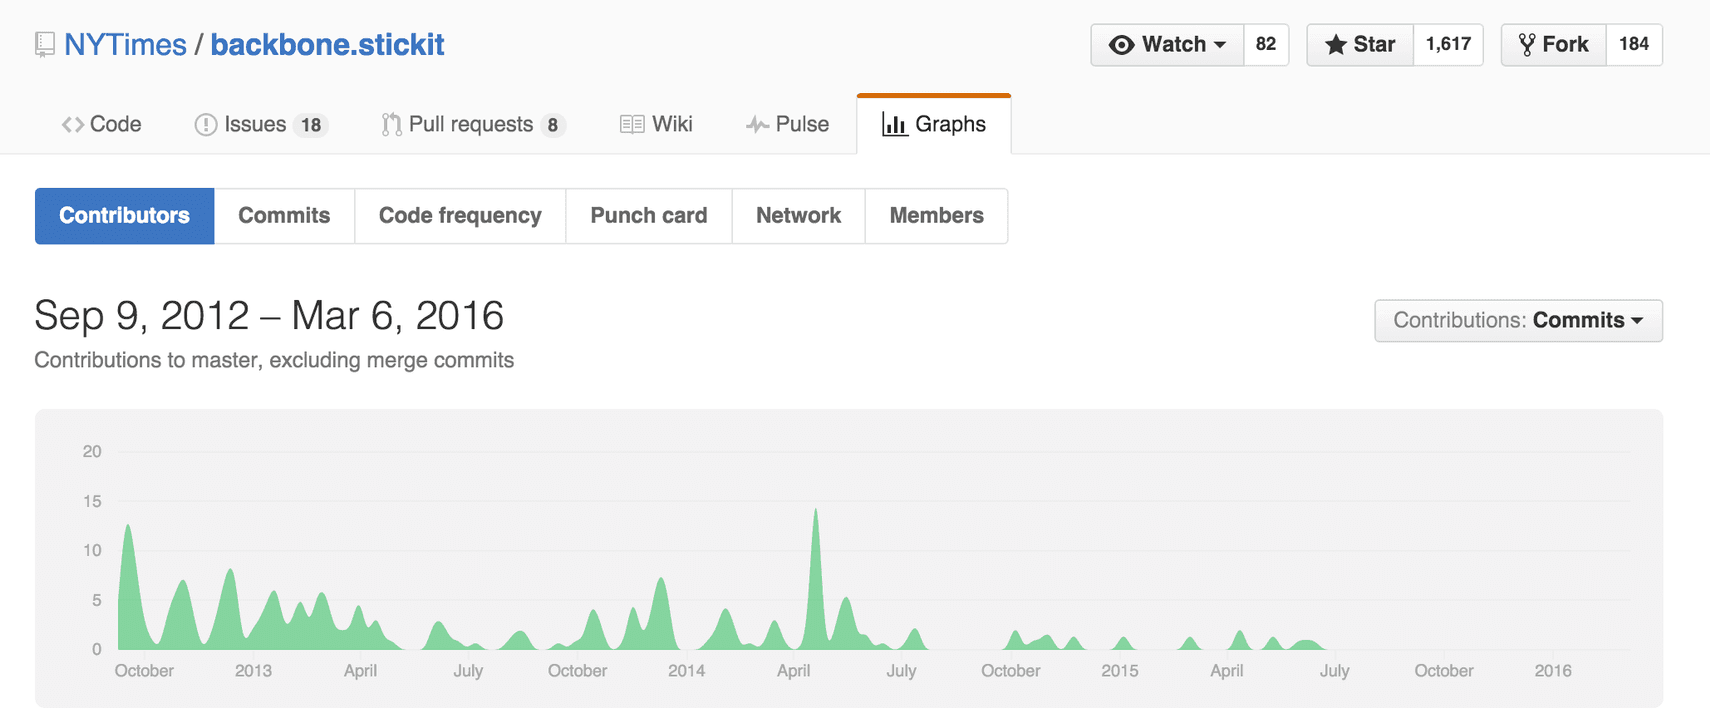 NYTimes / backbone.stickit
Watch 82 Star 1,617 Fork 184
Code Issues 18 Pull requests 8 Wiki Pulse Graphs
Contributors Commits Code frequency Punch card Network Members
Sep 9, 2012 – Mar 6, 2016
Contributions: Commits
Contributions to master, excluding merge commits
20
15
10
5
0
October 2013 April July October 2014 April July October 2015 April July October 2016